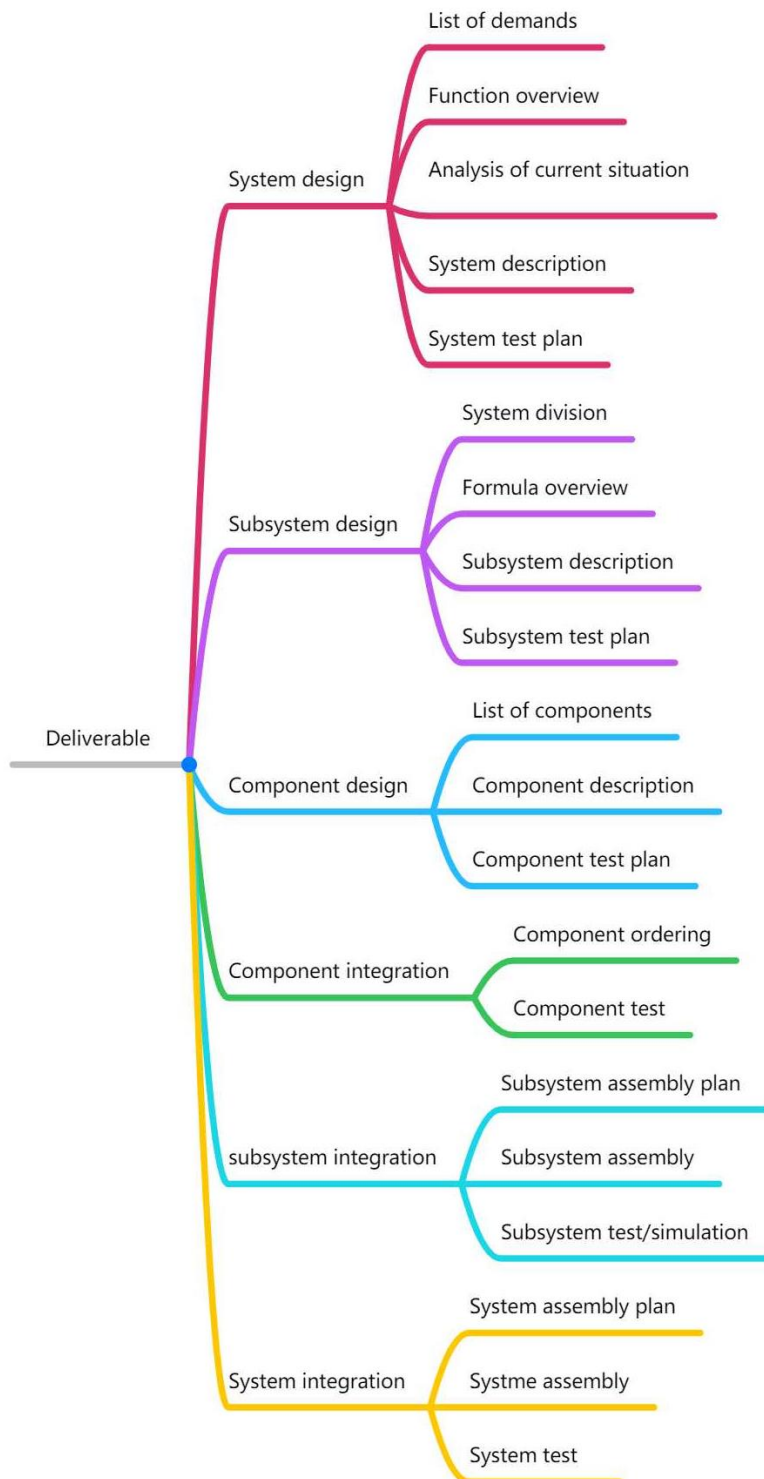 List of demands
Function overview
Analysis of current situation
System design
System description
System test plan
System division
Formula overview
Subsystem design
Subsystem description
Subsystem test plan
List of components
Deliverable
Component design
Component description
Component test plan
Component ordering
Component integration
Component test
Subsystem assembly plan
subsystem integration
Subsystem assembly
Subsystem test/simulation
System assembly plan
System integration
Systme assembly
System test